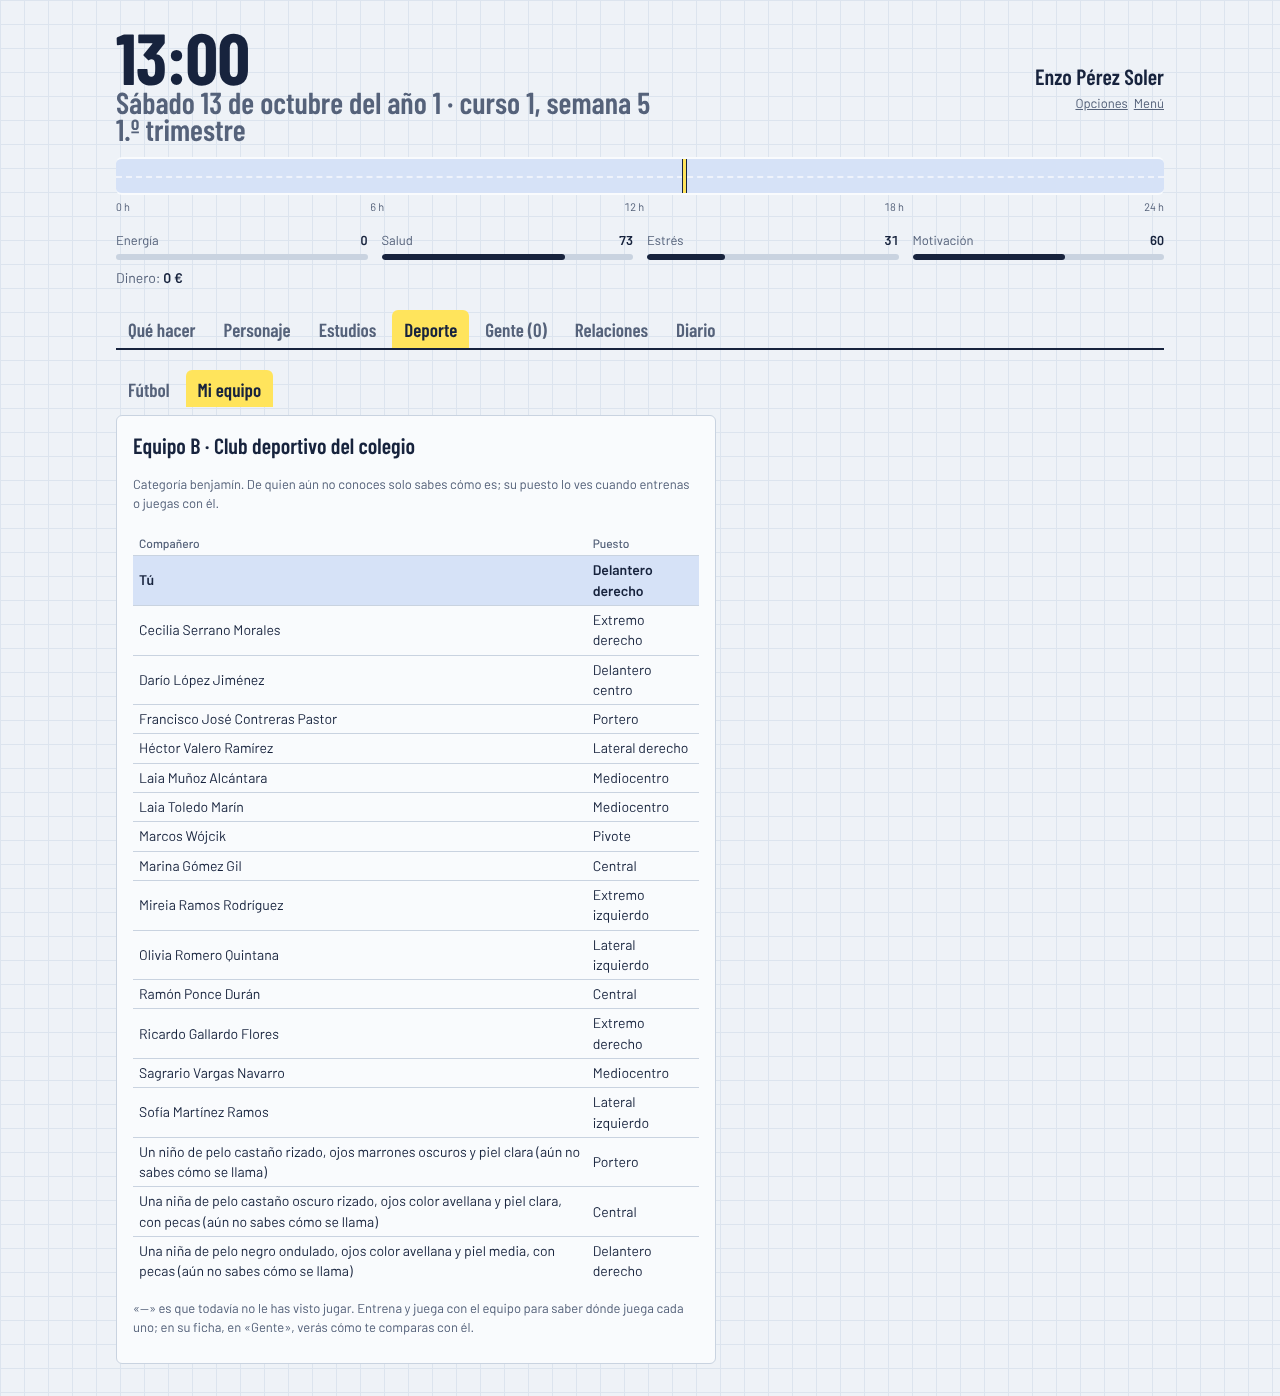 13:00
Sábado 13 de octubre del año 1 · curso 1, semana 5
1.º trimestre
Enzo Pérez Soler
Opciones Menú
0 h 6 h 12 h 18 h 24 h
Energía 0 Salud 73 Estrés 31 Motivación 60
Dinero: 0 €
Qué hacer Personaje Estudios Deporte Gente (0) Relaciones Diario
Fútbol Mi equipo
Equipo B · Club deportivo del colegio
Categoría benjamín. De quien aún no conoces solo sabes cómo es; su puesto lo ves cuando entrenas
o juegas con él.
Compañero Puesto
Tú Delantero
derecho
Cecilia Serrano Morales Extremo
derecho
Darío López Jiménez Delantero
centro
Francisco José Contreras Pastor Portero
Héctor Valero Ramírez Lateral derecho
Laia Muñoz Alcántara Mediocentro
Laia Toledo Marín Mediocentro
Marcos Wójcik Pivote
Marina Gómez Gil Central
Mireia Ramos Rodríguez Extremo
izquierdo
Olivia Romero Quintana Lateral
izquierdo
Ramón Ponce Durán Central
Ricardo Gallardo Flores Extremo
derecho
Sagrario Vargas Navarro Mediocentro
Sofía Martínez Ramos Lateral
izquierdo
Un niño de pelo castaño rizado, ojos marrones oscuros y piel clara (aún no
sabes cómo se llama) Portero
Una niña de pelo castaño oscuro rizado, ojos color avellana y piel clara,
con pecas (aún no sabes cómo se llama) Central
Una niña de pelo negro ondulado, ojos color avellana y piel media, con
pecas (aún no sabes cómo se llama) Delantero
derecho
«—» es que todavía no le has visto jugar. Entrena y juega con el equipo para saber dónde juega cada
uno; en su ficha, en «Gente», verás cómo te comparas con él.